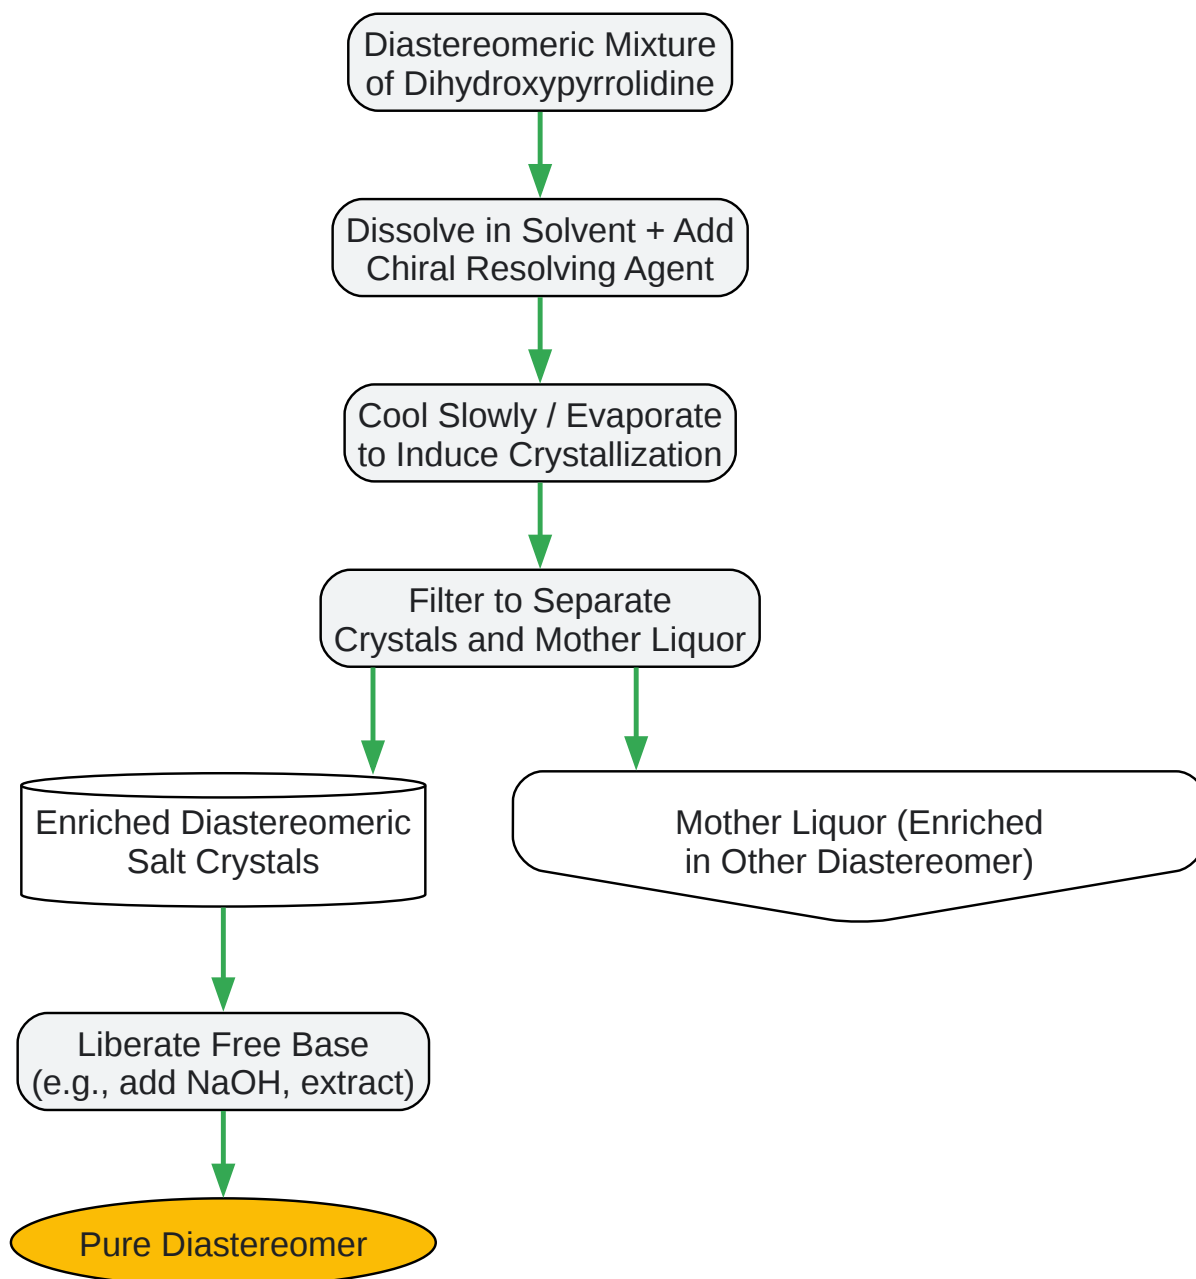 Diastereomeric Mixture
of Dihydroxypyrrolidine
Dissolve in Solvent + Add
Chiral Resolving Agent
Cool Slowly / Evaporate
to Induce Crystallization
Filter to Separate
Crystals and Mother Liquor
Enriched Diastereomeric
Salt Crystals
Mother Liquor (Enriched
in Other Diastereomer)
Liberate Free Base
(e.g., add NaOH, extract)
Pure Diastereomer